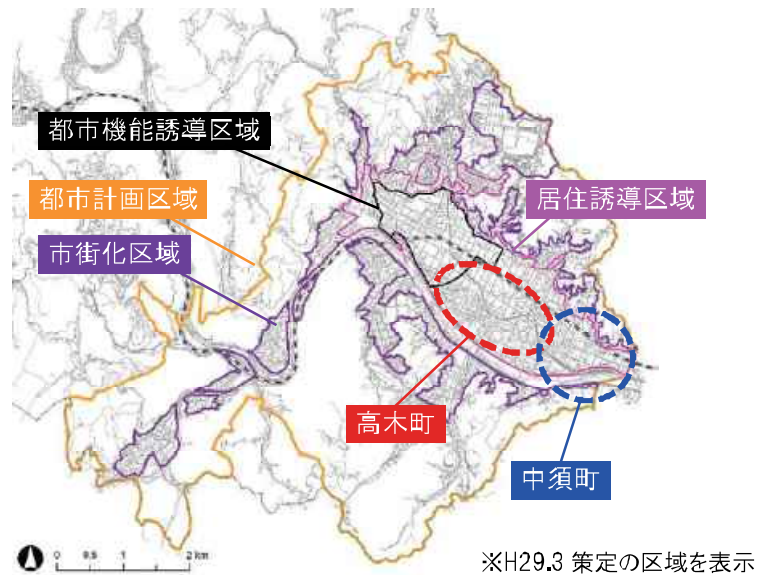 都市機能誘導区域
都市計画区域
居住誘導区域
市街化区域
高木町
中須町
0 0.5 1 2 km
※H29.3 策定の区域を表示